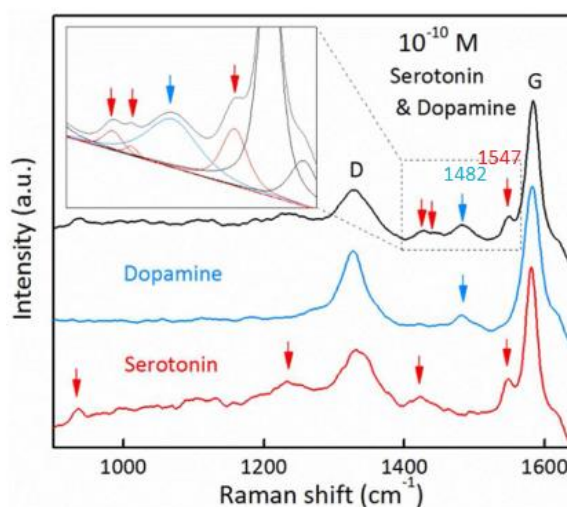 10⁻¹⁰ M
Serotonin
& Dopamine
G
D
1547
1482
Dopamine
Serotonin
Intensity (a.u.)
1000
1200
1400
1600
Raman shift (cm⁻¹)